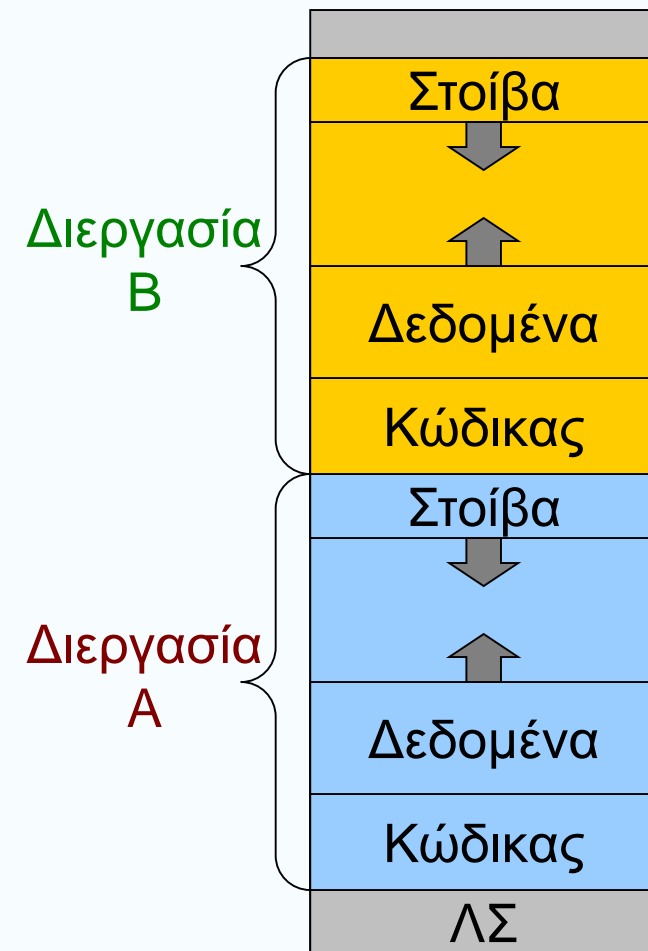 Στοίβα
Διεργασία
Β
Δεδομένα
Κώδικας
Στοίβα
Διεργασία
Α
Δεδομένα
Κώδικας
ΛΣ